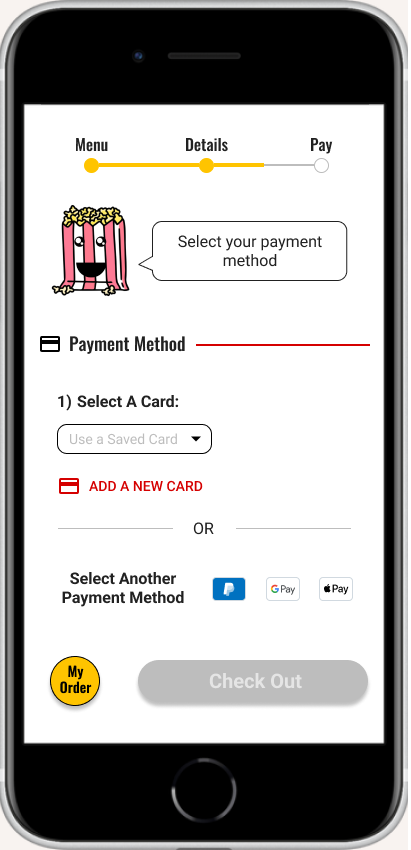 Menu Details Pay
Select your payment
method
Payment Method
1) Select A Card:
Use a Saved Card
ADD A NEW CARD
OR
Select Another
Payment Method
P G Pay Pay
My
Order
Check Out